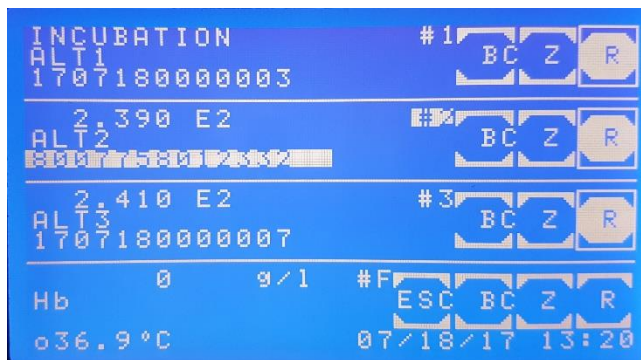 INCUBATION #1 BC Z R
ALT1
1707180000003
2.390 E2 BC Z R
ALT2
2.410 E2 #3 BC Z R
ALT3
1707180000007
0 g/l #F ESC BC Z R
Hb
o36.9°C 07/18/17 13:20